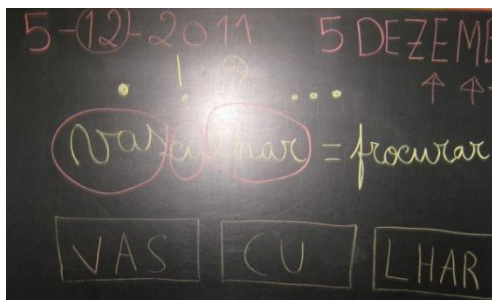 5-12-2011 5 DEZEMB
. ! ? ...
Vasculhar = procurar
VAS CU LHAR